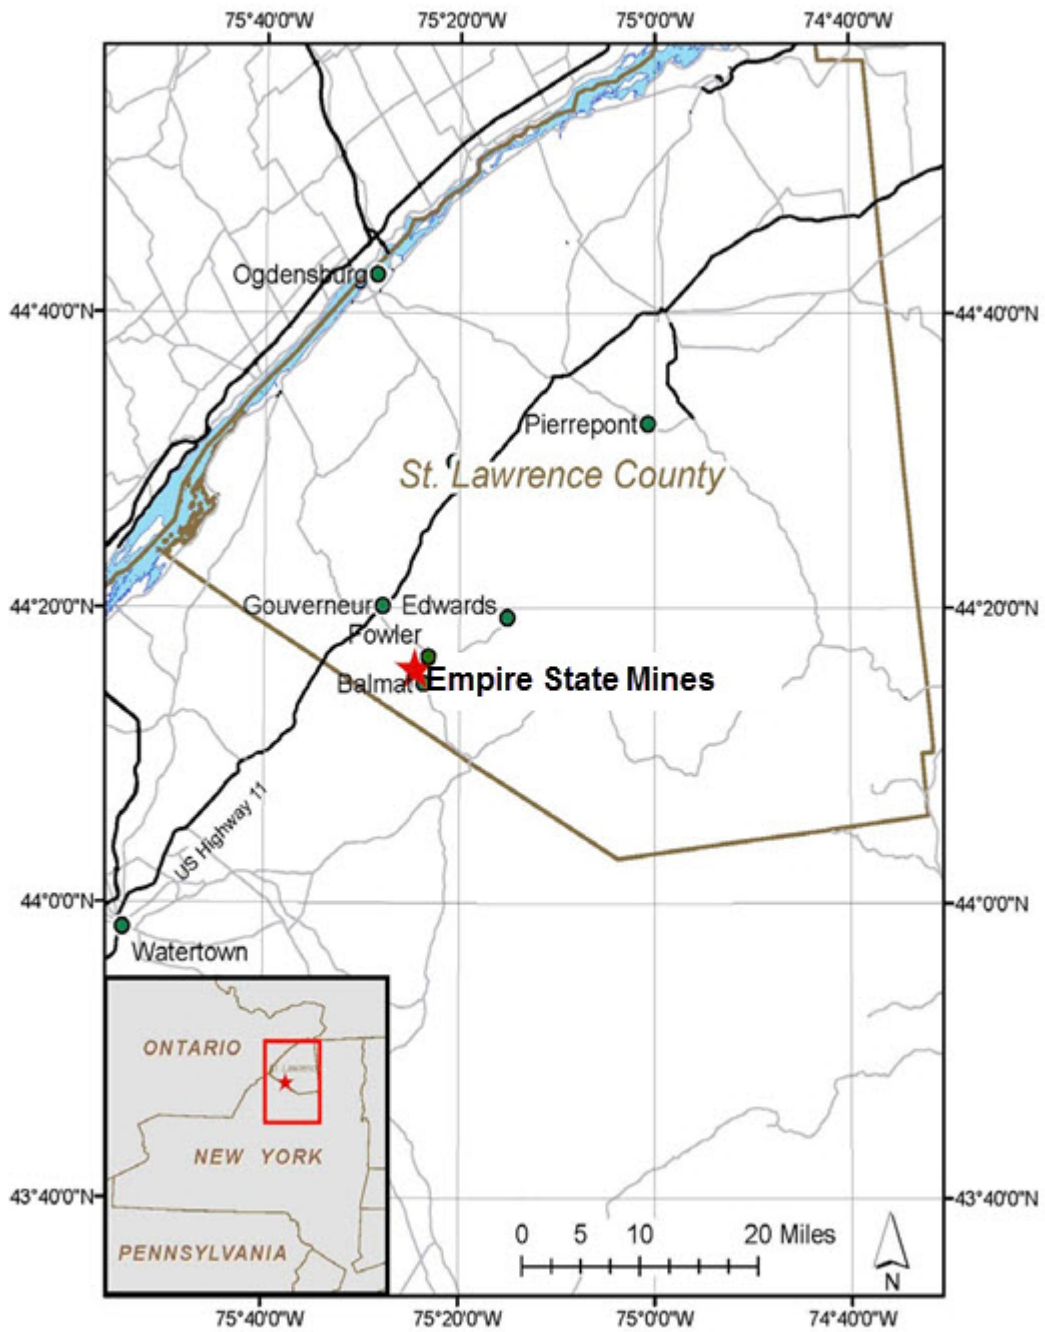 75°40'0"W 75°20'0"W 75°0'0"W 74°40'0"W
Ogdensburg
44°40'0"N 44°40'0"N
Pierrepont
St. Lawrence County
44°20'0"N Gouverneur Edwards 44°20'0"N
Fowler
Empire State Mines
Balmat
US Highway 11
44°0'0"N 44°0'0"N
Watertown
ONTARIO
St. Lawrence
NEW YORK
PENNSYLVANIA
43°40'0"N 43°40'0"N
0 5 10 20 Miles
N
75°40'0"W 75°20'0"W 75°0'0"W 74°40'0"W